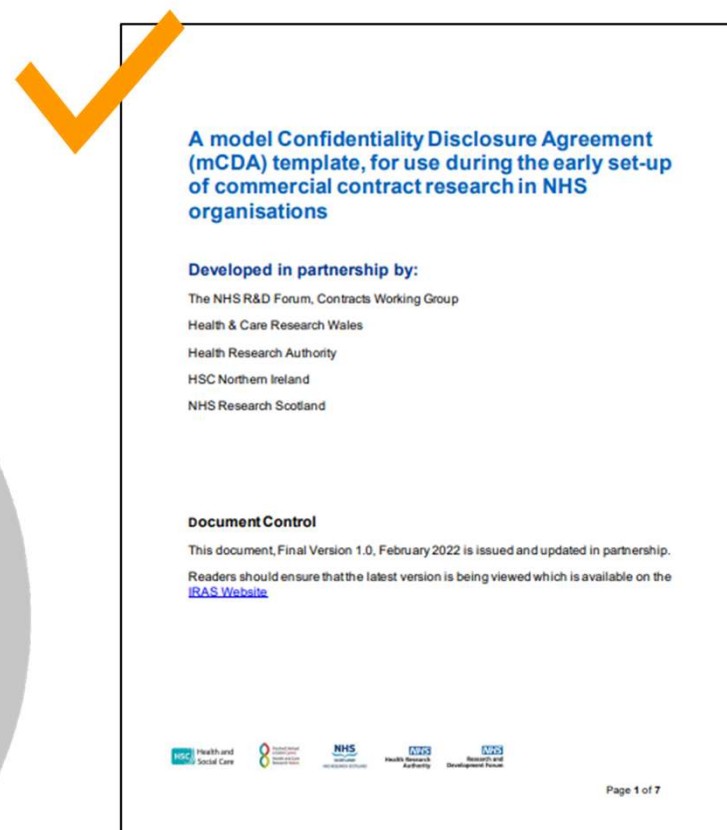 A model Confidentiality Disclosure Agreement
(mCDA) template, for use during the early set-up
of commercial contract research in NHS
organisations
Developed in partnership by:
The NHS R&D Forum, Contracts Working Group
Health & Care Research Wales
Health Research Authority
HSC Northern Ireland
NHS Research Scotland
Document Control
This document, Final Version 1.0, February 2022 is issued and updated in partnership.
Readers should ensure that the latest version is being viewed which is available on the
IRAS Website
HSC Health and
Social Care
NHS
SCOTLAND
NHS
Health Research
Authority
NHS
Research and
Development Forum
Page 1 of 7